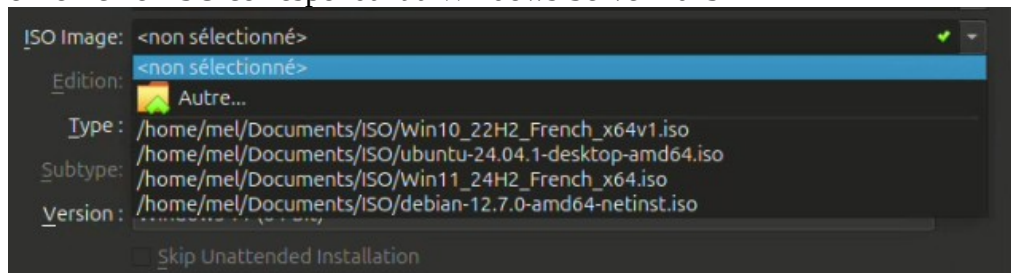 ISO Image: <non sélectionné>
<non sélectionné>
Edition:
Autre...
Type :
/home/mel/Documents/ISO/Win10_22H2_French_x64v1.iso
/home/mel/Documents/ISO/ubuntu-24.04.1-desktop-amd64.iso
Subtype:
/home/mel/Documents/ISO/Win11_24H2_French_x64.iso
/home/mel/Documents/ISO/debian-12.7.0-amd64-netinst.iso
Version :
Skip Unattended Installation